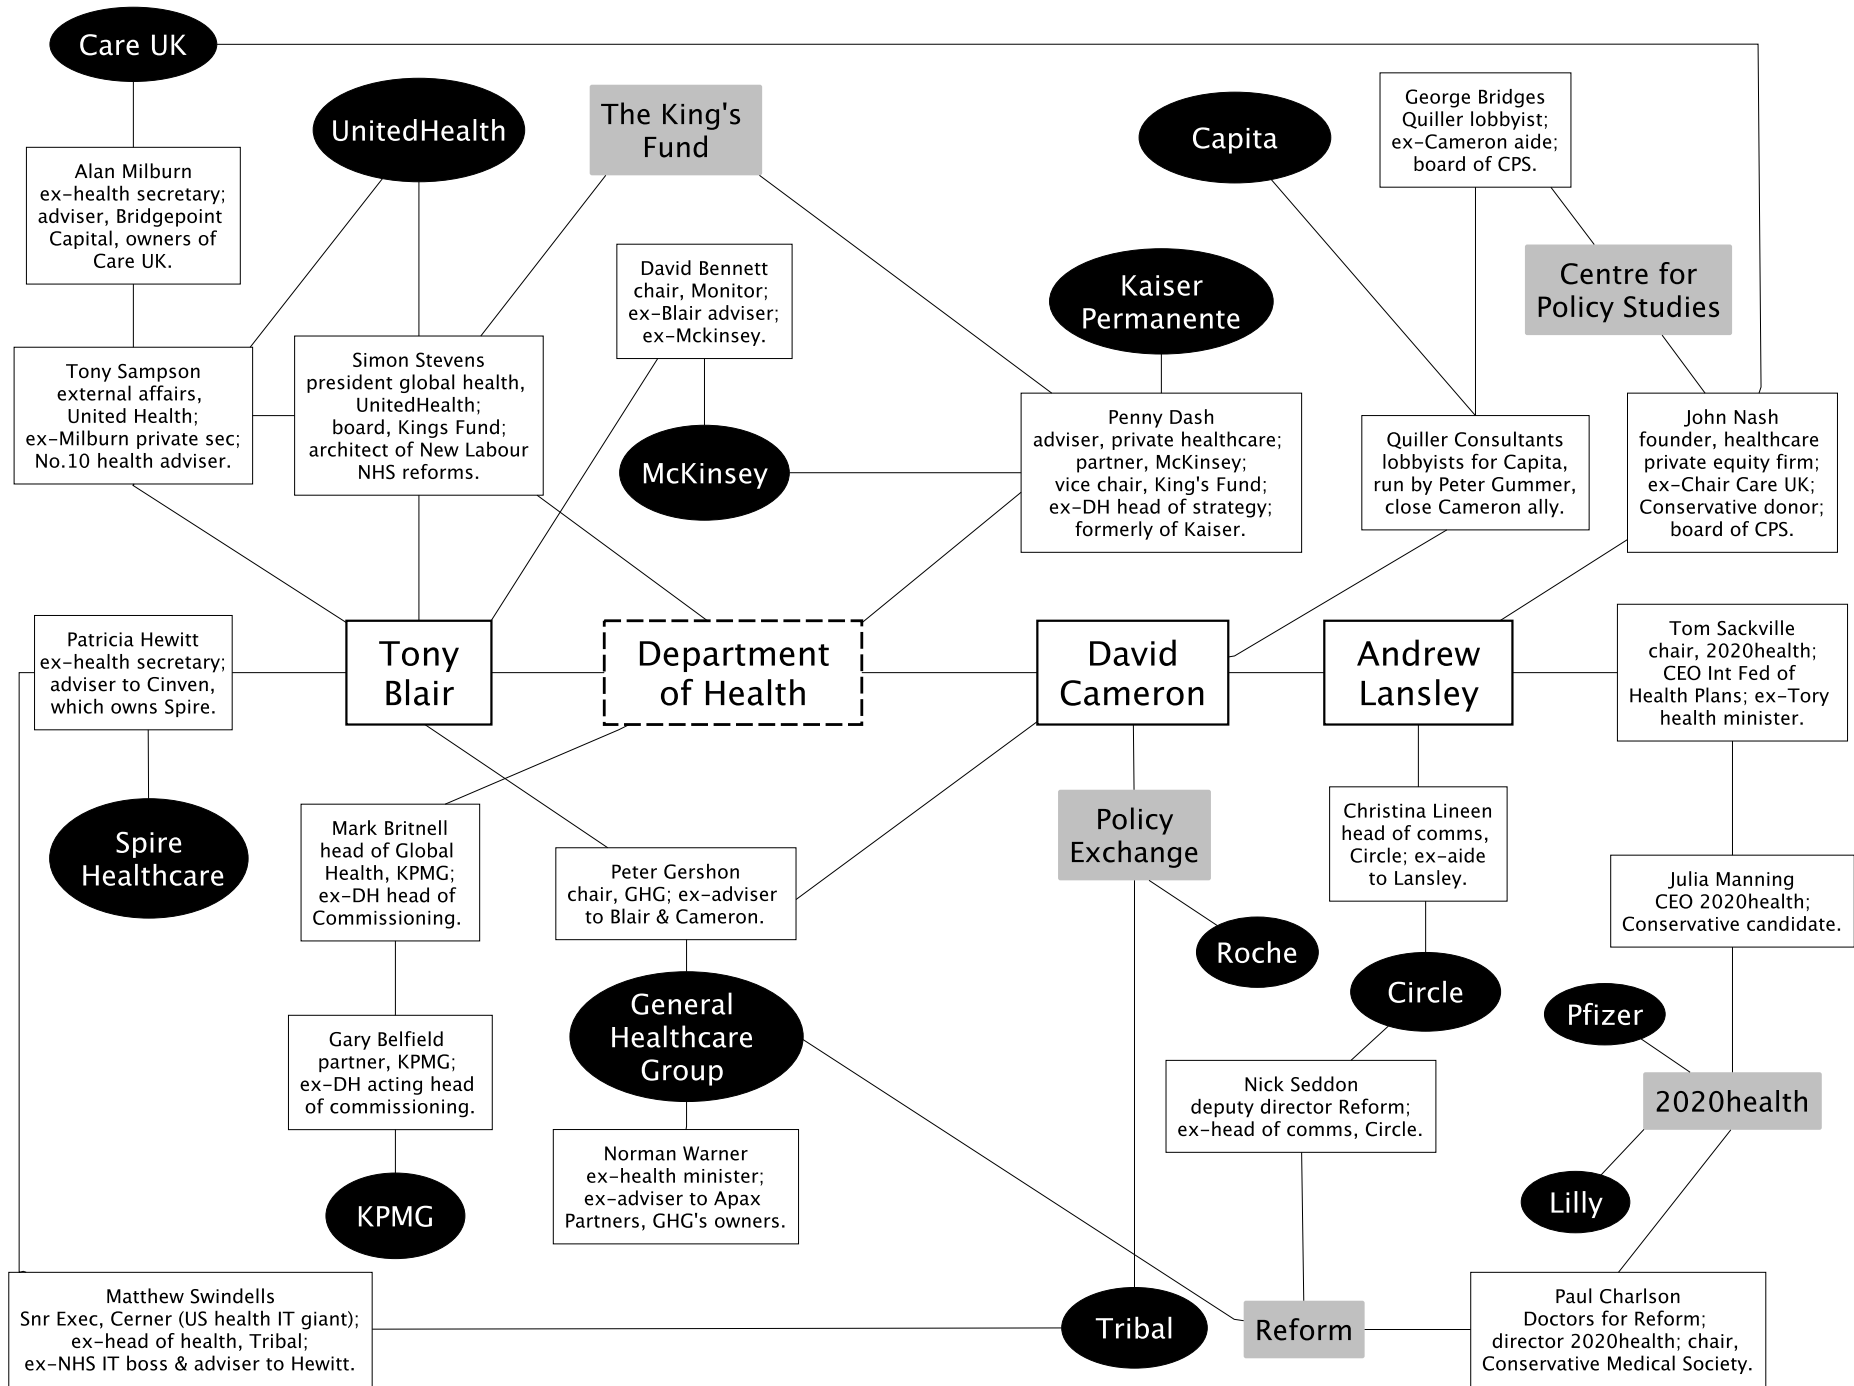 Care UK
UnitedHealth
The King's
Fund
Capita
George Bridges
Quiller lobbyist;
ex-Cameron aide;
board of CPS.
Alan Milburn
ex-health secretary;
adviser, Bridgepoint
Capital, owners of
Care UK.
David Bennett
chair, Monitor;
ex-Blair adviser;
ex-Mckinsey.
Kaiser
Permanente
Centre for
Policy Studies
Tony Sampson
external affairs,
United Health;
ex-Milburn private sec;
No.10 health adviser.
Simon Stevens
president global health,
UnitedHealth;
board, Kings Fund;
architect of New Labour
NHS reforms.
McKinsey
Penny Dash
adviser, private healthcare;
partner, McKinsey;
vice chair, King's Fund;
ex-DH head of strategy;
formerly of Kaiser.
Quiller Consultants
lobbyists for Capita,
run by Peter Gummer,
close Cameron ally.
John Nash
founder, healthcare
private equity firm;
ex-Chair Care UK;
Conservative donor;
board of CPS.
Patricia Hewitt
ex-health secretary;
adviser to Cinven,
which owns Spire.
Tony
Blair
Department
of Health
David
Cameron
Andrew
Lansley
Tom Sackville
chair, 2020health;
CEO Int Fed of
Health Plans; ex-Tory
health minister.
Spire
Healthcare
Mark Britnell
head of Global
Health, KPMG;
ex-DH head of
Commissioning.
Peter Gershon
chair, GHG; ex-adviser
to Blair & Cameron.
Policy
Exchange
Christina Lineen
head of comms,
Circle; ex-aide
to Lansley.
Julia Manning
CEO 2020health;
Conservative candidate.
Roche
Circle
Pfizer
General
Healthcare
Group
Gary Belfield
partner, KPMG;
ex-DH acting head
of commissioning.
Nick Seddon
deputy director Reform;
ex-head of comms, Circle.
2020health
Norman Warner
ex-health minister;
ex-adviser to Apax
Partners, GHG's owners.
KPMG
Lilly
Matthew Swindells
Snr Exec, Cerner (US health IT giant);
ex-head of health, Tribal;
ex-NHS IT boss & adviser to Hewitt.
Tribal
Reform
Paul Charlson
Doctors for Reform;
director 2020health; chair,
Conservative Medical Society.